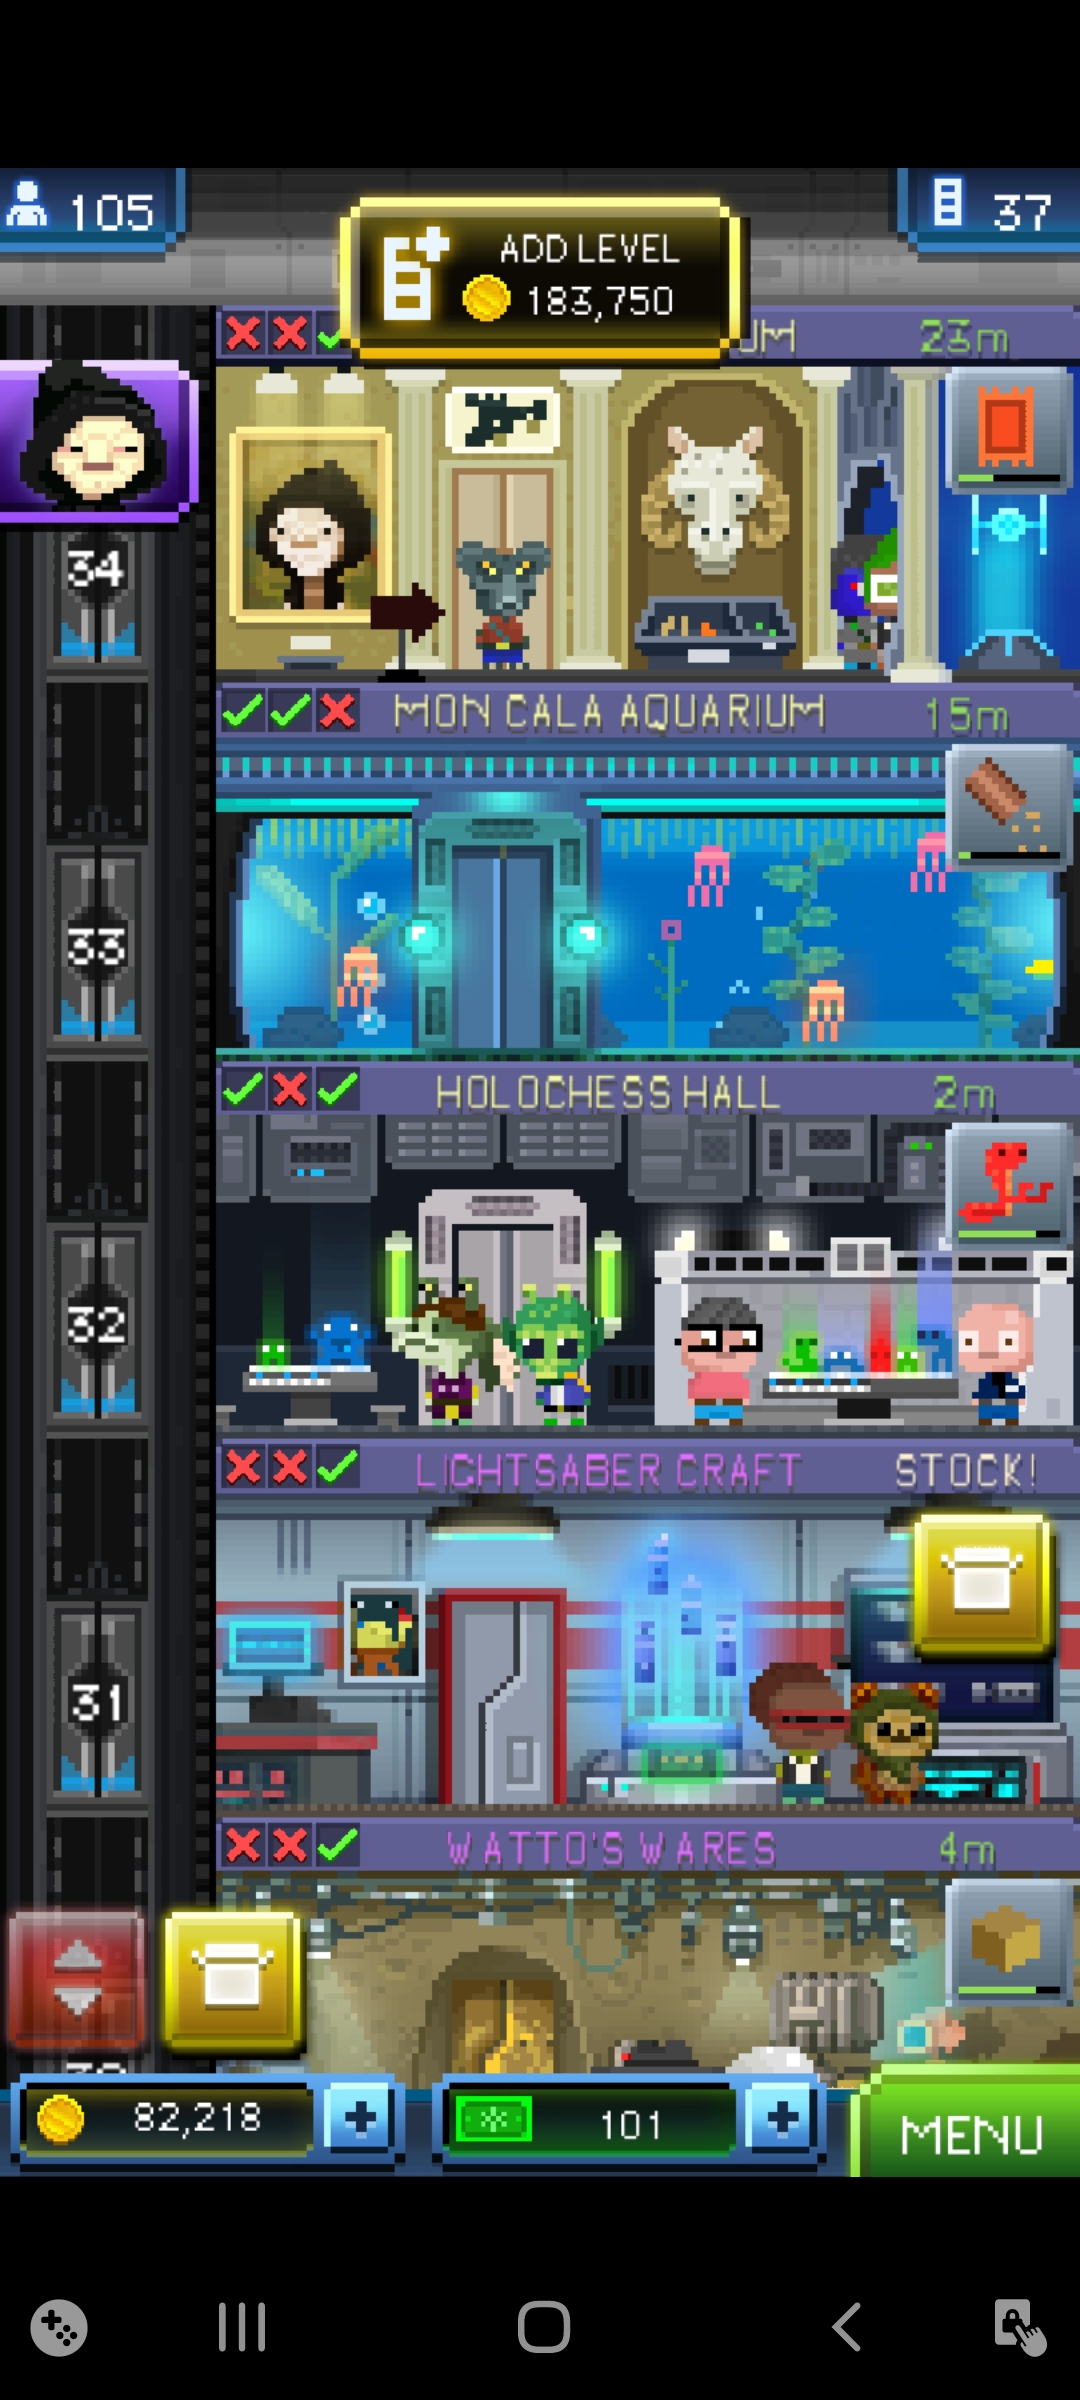 105
ADD LEVEL
183,750
37
UM 23m
34
MON CALA AQUARIUM 15m
33
HOLOCHESS HALL 2m
32
LIGHTSABER CRAFT STOCK!
31
WATTO'S WARES 4m
82,218
101
MENU